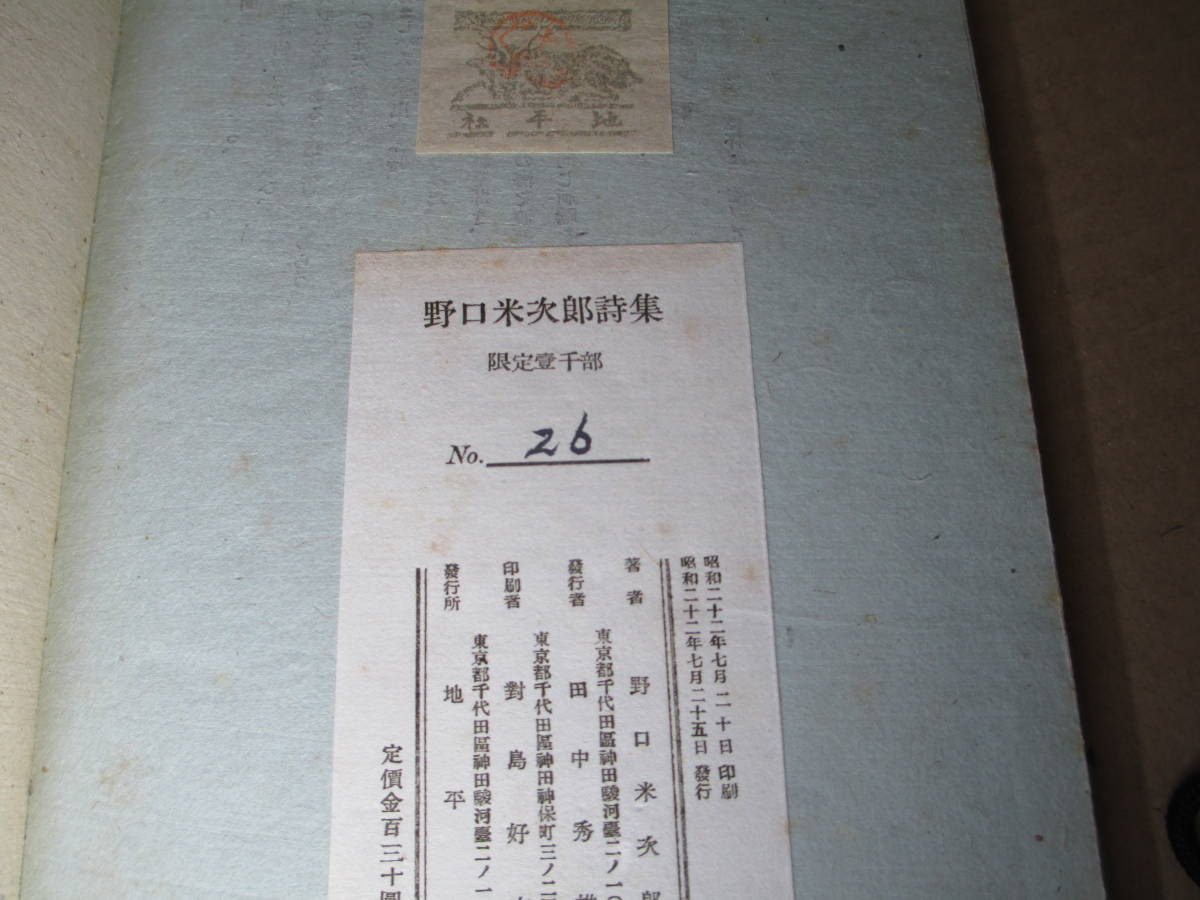 地平社
野口米次郎詩集
限定壹千部
No. 26
昭和二十二年七月二十日印刷
昭和二十二年七月二十五日發行
著者 野口米次郎
東京都千代田區神田駿河臺二ノ一〇
發行者 田中秀
東京都千代田區神田神保町三ノ二
印刷者 對島好
東京都千代田區神田駿河臺二ノ一
發行所 地平
定價金百三十圓